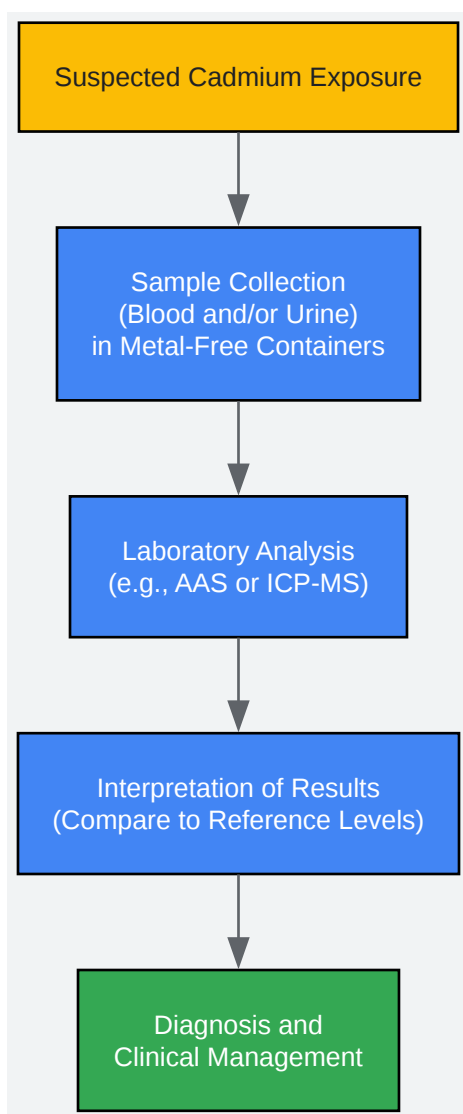 Suspected Cadmium Exposure
Sample Collection
(Blood and/or Urine)
in Metal-Free Containers
Laboratory Analysis
(e.g., AAS or ICP-MS)
Interpretation of Results
(Compare to Reference Levels)
Diagnosis and
Clinical Management